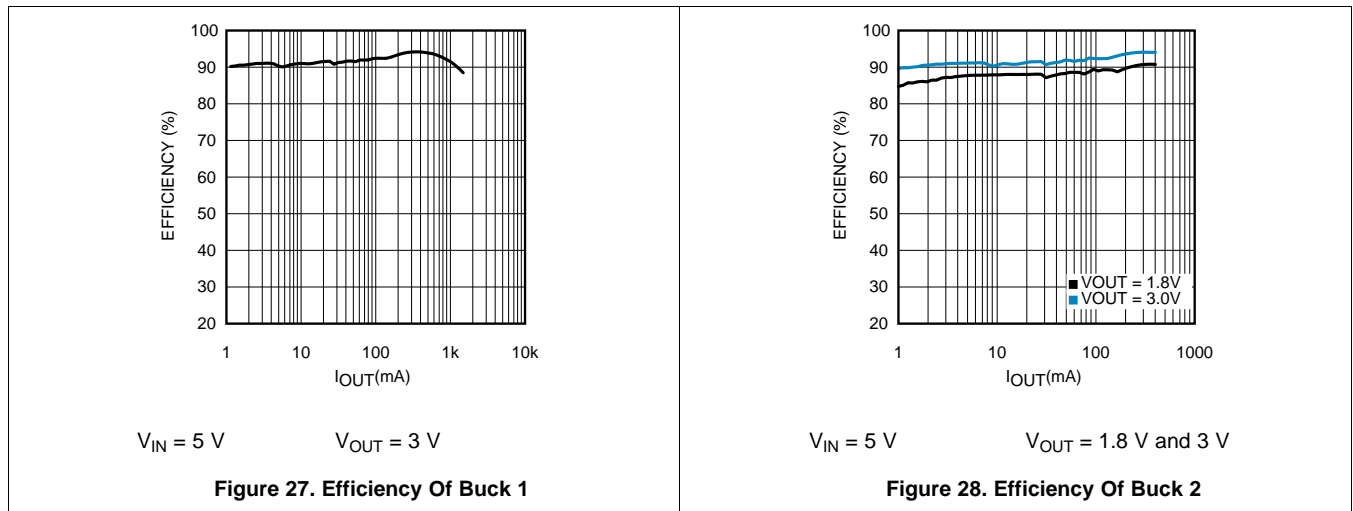 100
90
80
70
60
50
40
30
20
EFFICIENCY (%)
1 10 100 1k 10k
IOUT(mA)
VIN = 5 V VOUT = 3 V
Figure 27. Efficiency Of Buck 1
100
90
80
70
60
50
40
30
20
EFFICIENCY (%)
VOUT = 1.8V
VOUT = 3.0V
1 10 100 1000
IOUT(mA)
VIN = 5 V VOUT = 1.8 V and 3 V
Figure 28. Efficiency Of Buck 2